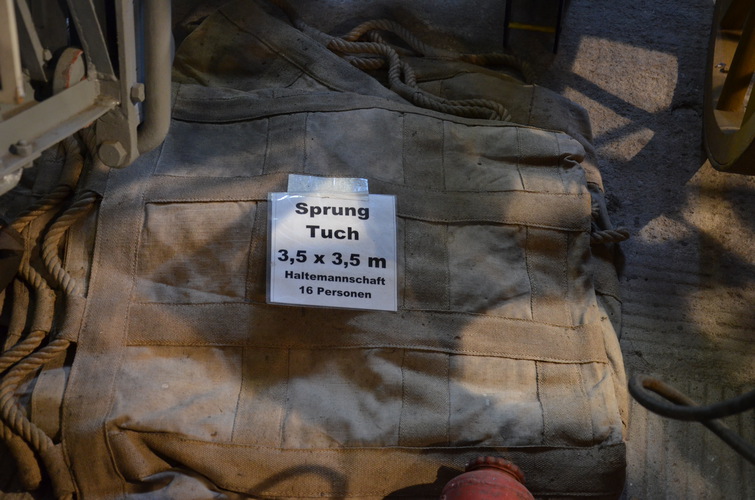 Sprung
Tuch
3,5 x 3,5 m
Haltemannschaft
16 Personen